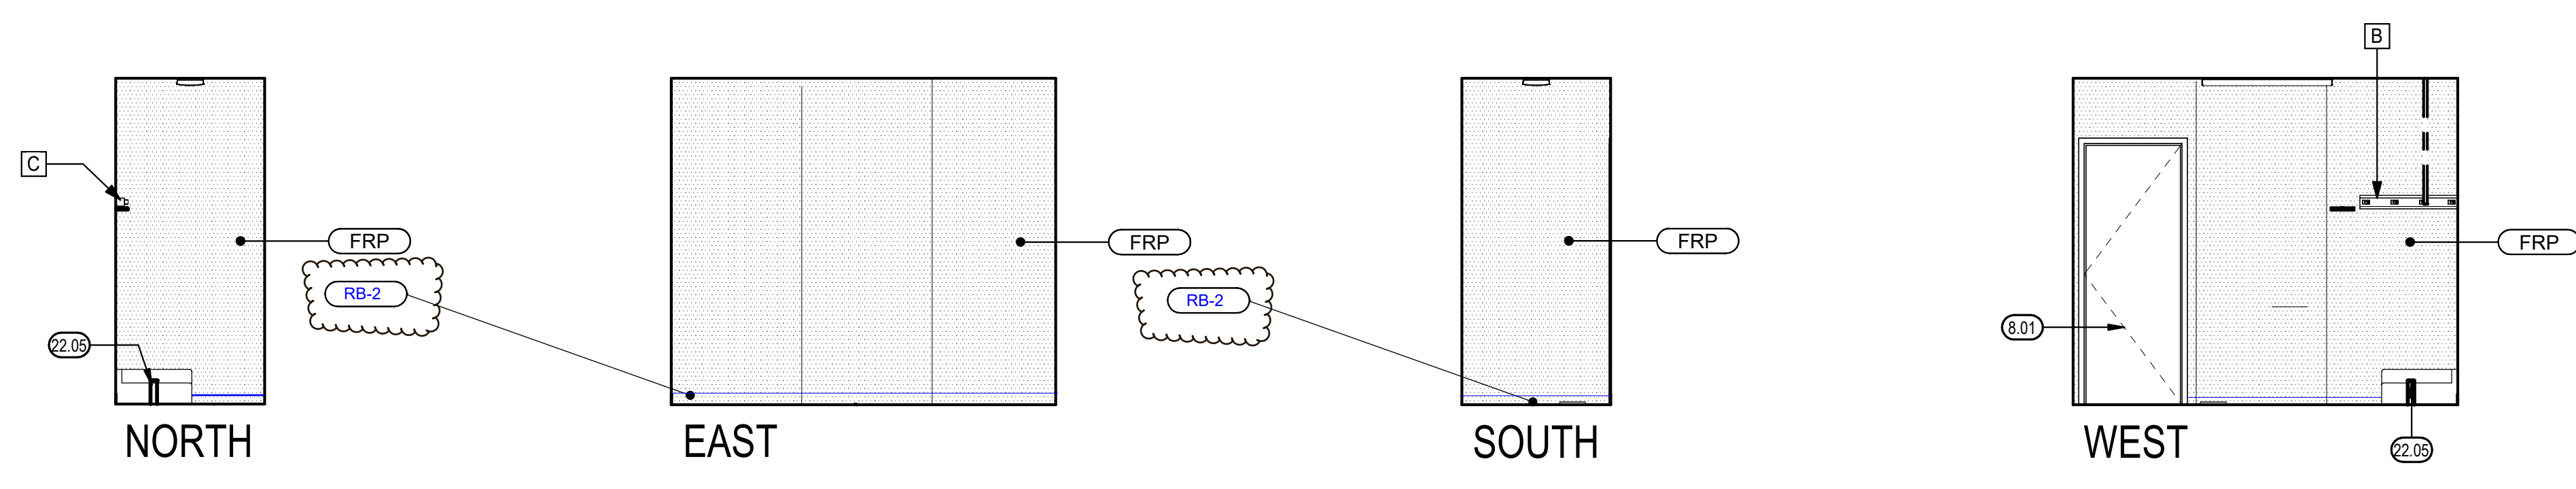 B
C
FRP
FRP
FRP
FRP
RB-2
RB-2
8.01
22.05
NORTH
EAST
SOUTH
WEST
22.05